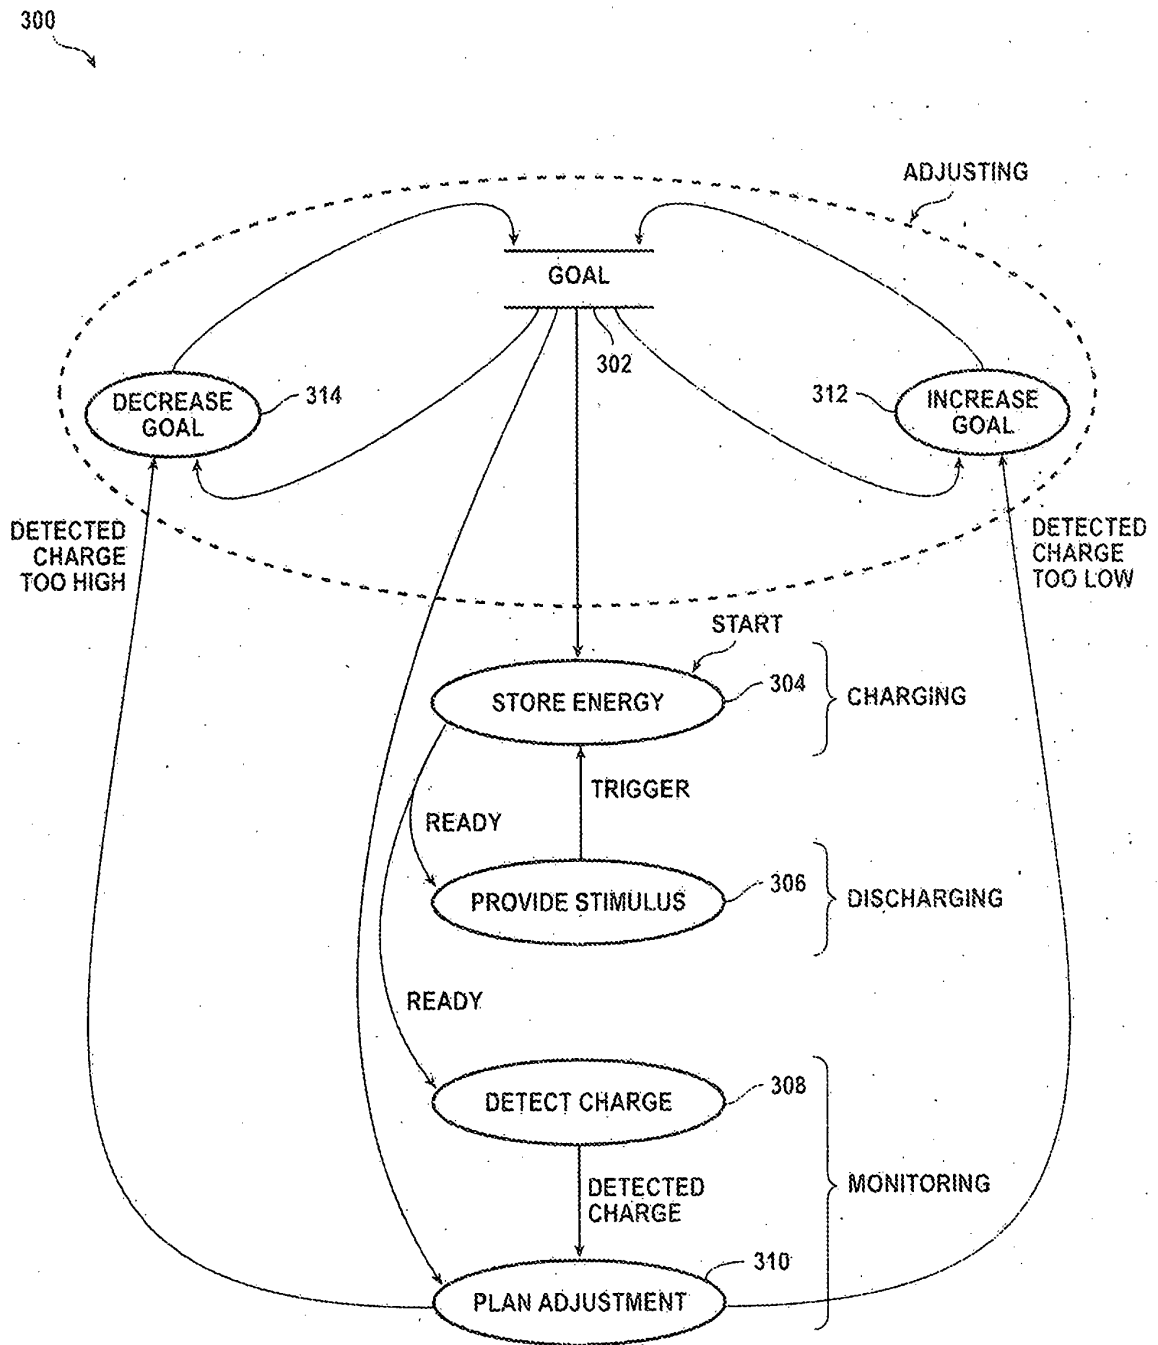 300
ADJUSTING
GOAL
302
DECREASE
GOAL
314
312
INCREASE
GOAL
DETECTED
CHARGE
TOO HIGH
DETECTED
CHARGE
TOO LOW
START
STORE ENERGY
304
CHARGING
TRIGGER
READY
PROVIDE STIMULUS
306
DISCHARGING
READY
DETECT CHARGE
308
DETECTED
CHARGE
MONITORING
310
PLAN ADJUSTMENT